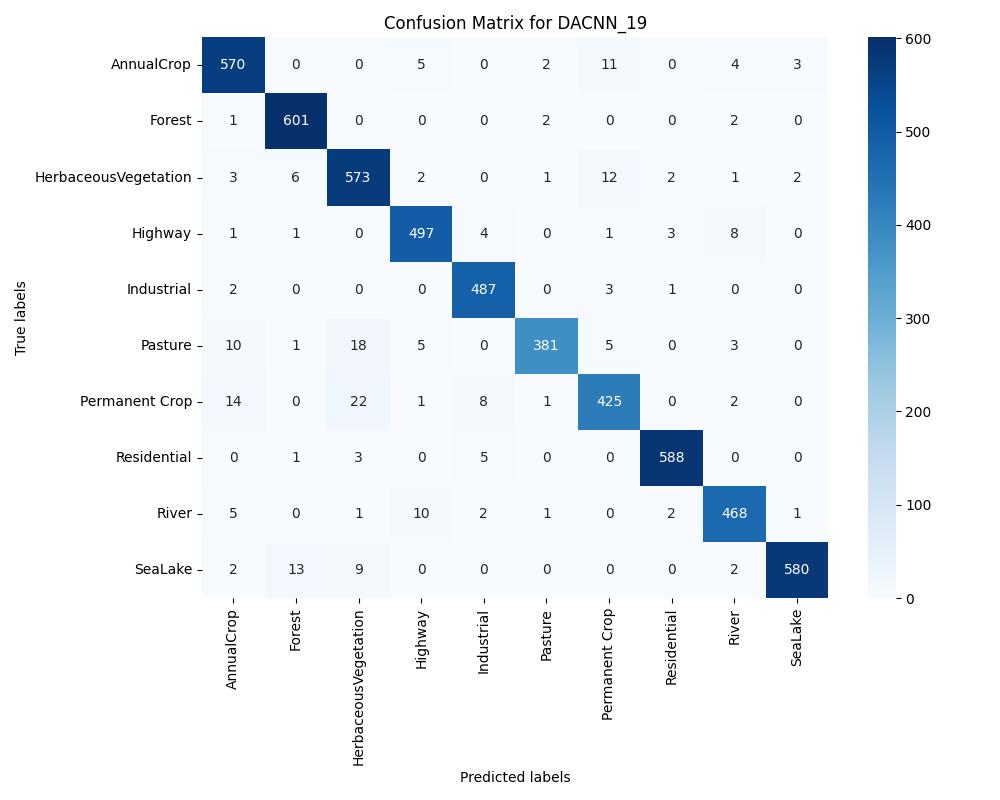 Confusion Matrix for DACNN_19
AnnualCrop 570 0 0 5 0 2 11 0 4 3
Forest 1 601 0 0 0 2 0 0 2 0
HerbaceousVegetation 3 6 573 2 0 1 12 2 1 2
Highway 1 1 0 497 4 0 1 3 8 0
Industrial 2 0 0 0 487 0 3 1 0 0
Pasture 10 1 18 5 0 381 5 0 3 0
Permanent Crop 14 0 22 1 8 1 425 0 2 0
Residential 0 1 3 0 5 0 0 588 0 0
River 5 0 1 10 2 1 0 2 468 1
SeaLake 2 13 9 0 0 0 0 0 2 580
True labels
AnnualCrop
Forest
HerbaceousVegetation
Highway
Industrial
Pasture
Permanent Crop
Residential
River
SeaLake
Predicted labels
600
500
400
300
200
100
0